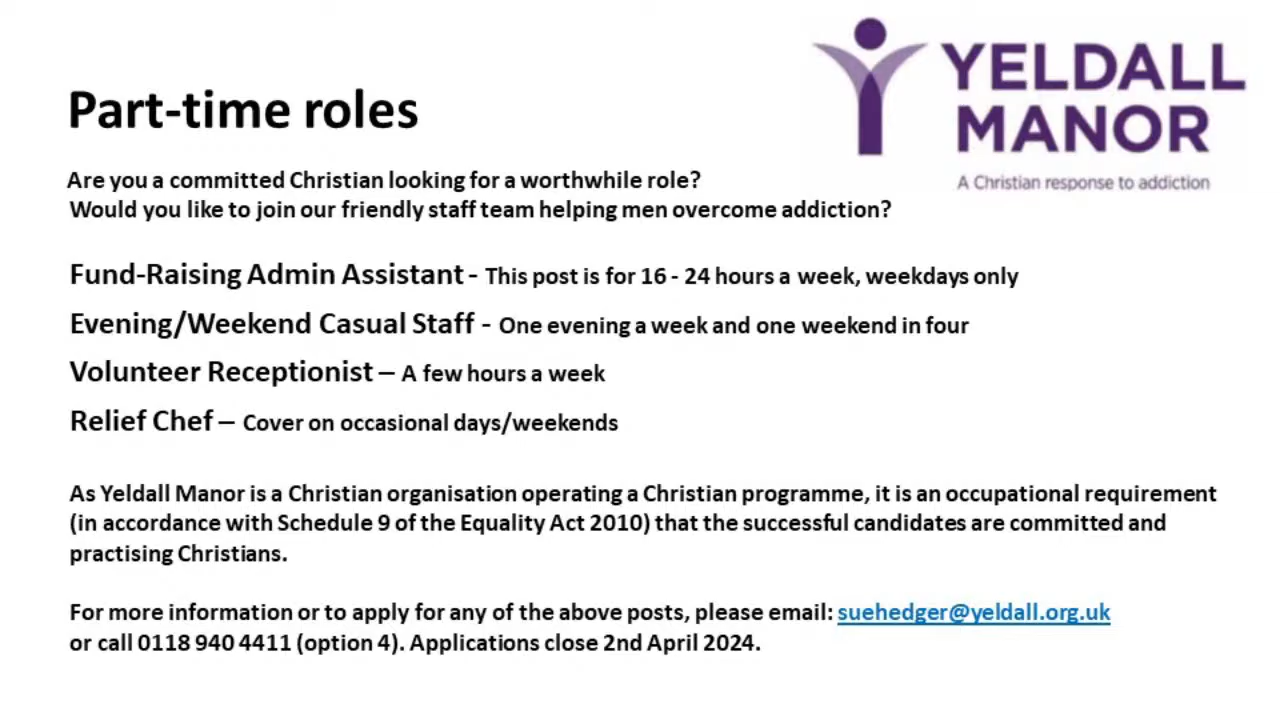 YELDALL
MANOR
A Christian response to addiction
Part-time roles
Are you a committed Christian looking for a worthwhile role?
Would you like to join our friendly staff team helping men overcome addiction?
Fund-Raising Admin Assistant - This post is for 16 - 24 hours a week, weekdays only
Evening/Weekend Casual Staff - One evening a week and one weekend in four
Volunteer Receptionist – A few hours a week
Relief Chef – Cover on occasional days/weekends
As Yeldall Manor is a Christian organisation operating a Christian programme, it is an occupational requirement
(in accordance with Schedule 9 of the Equality Act 2010) that the successful candidates are committed and
practising Christians.
For more information or to apply for any of the above posts, please email: suehedger@yeldall.org.uk
or call 0118 940 4411 (option 4). Applications close 2nd April 2024.